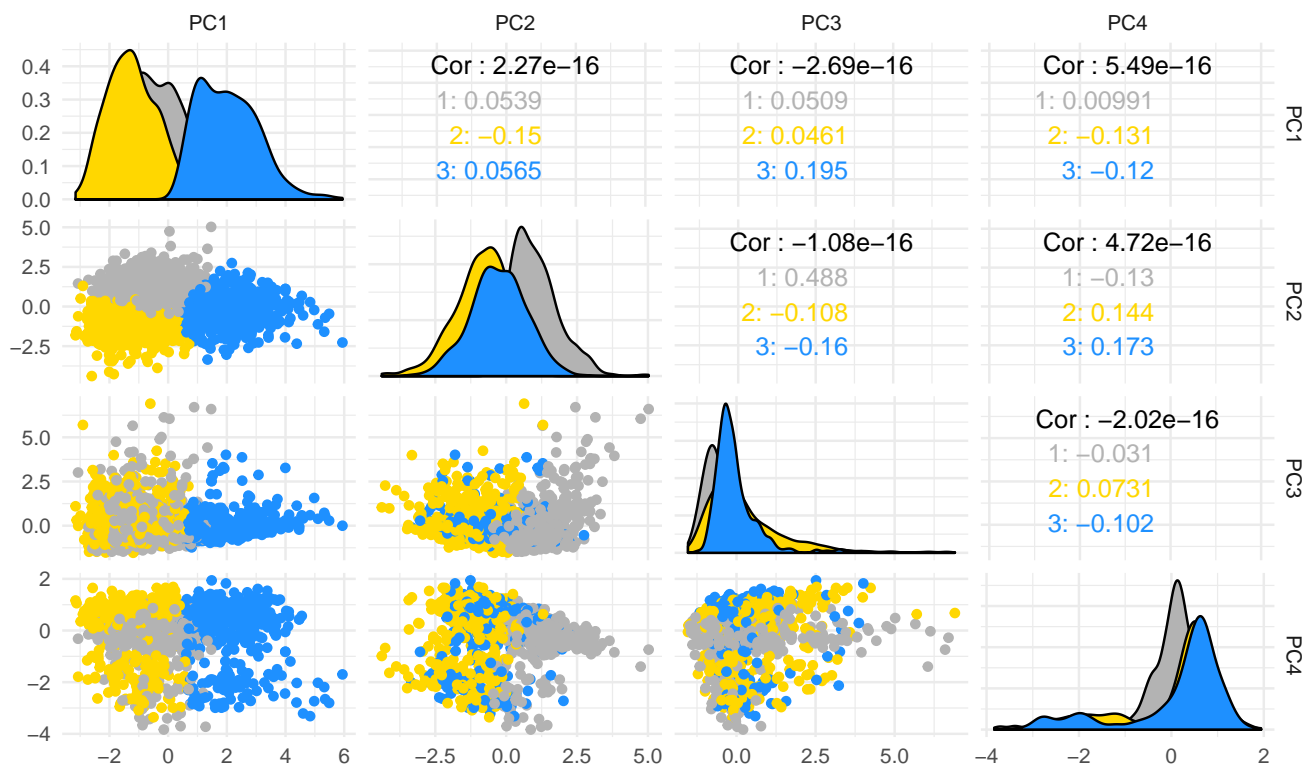 PC1 PC2 PC3 PC4
0.4
0.3
0.2
0.1
0.0
Cor : 2.27e−16
1: 0.0539
2: −0.15
3: 0.0565
Cor : −2.69e−16
1: 0.0509
2: 0.0461
3: 0.195
Cor : 5.49e−16
1: 0.00991
2: −0.131
3: −0.12
PC1
5.0
2.5
0.0
−2.5
Cor : −1.08e−16
1: 0.488
2: −0.108
3: −0.16
Cor : 4.72e−16
1: −0.13
2: 0.144
3: 0.173
PC2
5.0
2.5
0.0
Cor : −2.02e−16
1: −0.031
2: 0.0731
3: −0.102
PC3
2
0
−2
−4
PC4
−2 0 2 4 6 −2.5 0.0 2.5 5.0 0.0 2.5 5.0 −4 −2 0 2